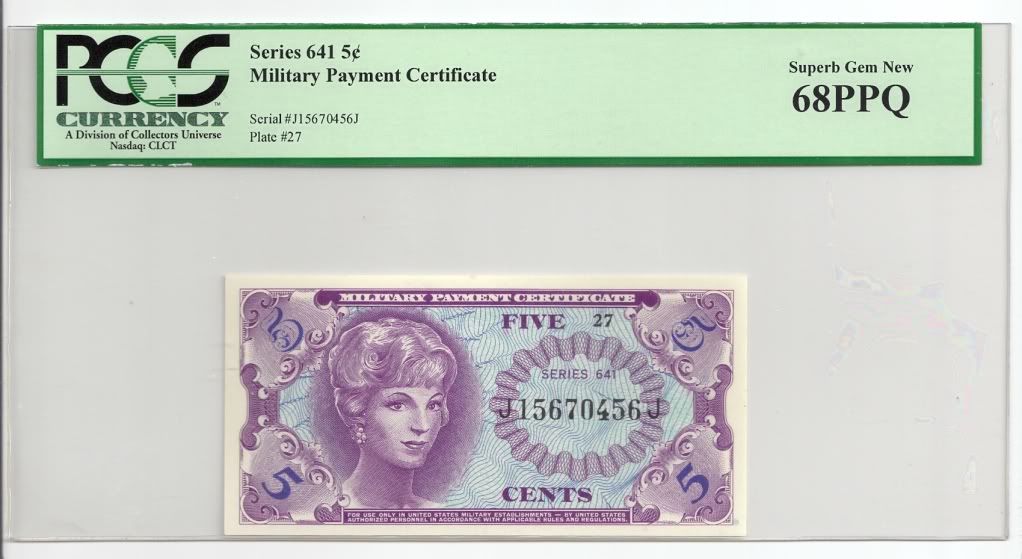 PCGS™
CURRENCY
A Division of Collectors Universe
Nasdaq: CLCT
Series 641 5¢
Military Payment Certificate
Serial #J15670456J
Plate #27
Superb Gem New
68PPQ
MILITARY PAYMENT CERTIFICATE
5
FIVE 27
5
SERIES 641
J15670456J
5
CENTS
5
FOR USE ONLY IN UNITED STATES MILITARY ESTABLISHMENTS — BY UNITED STATES
AUTHORIZED PERSONNEL IN ACCORDANCE WITH APPLICABLE RULES AND REGULATIONS.